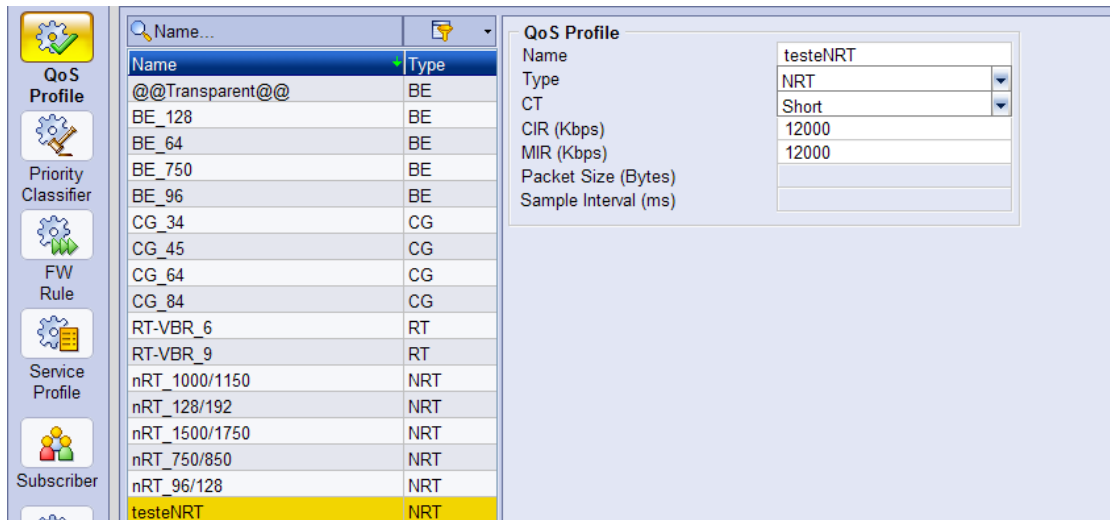 QoS
Profile
Priority
Classifier
FW
Rule
Service
Profile
Subscriber
Name...
Name Type
@@Transparent@@ BE
BE_128 BE
BE_64 BE
BE_750 BE
BE_96 BE
CG_34 CG
CG_45 CG
CG_64 CG
CG_84 CG
RT-VBR_6 RT
RT-VBR_9 RT
nRT_1000/1150 NRT
nRT_128/192 NRT
nRT_1500/1750 NRT
nRT_750/850 NRT
nRT_96/128 NRT
testeNRT NRT
QoS Profile
Name testeNRT
Type NRT
CT Short
CIR (Kbps) 12000
MIR (Kbps) 12000
Packet Size (Bytes)
Sample Interval (ms)